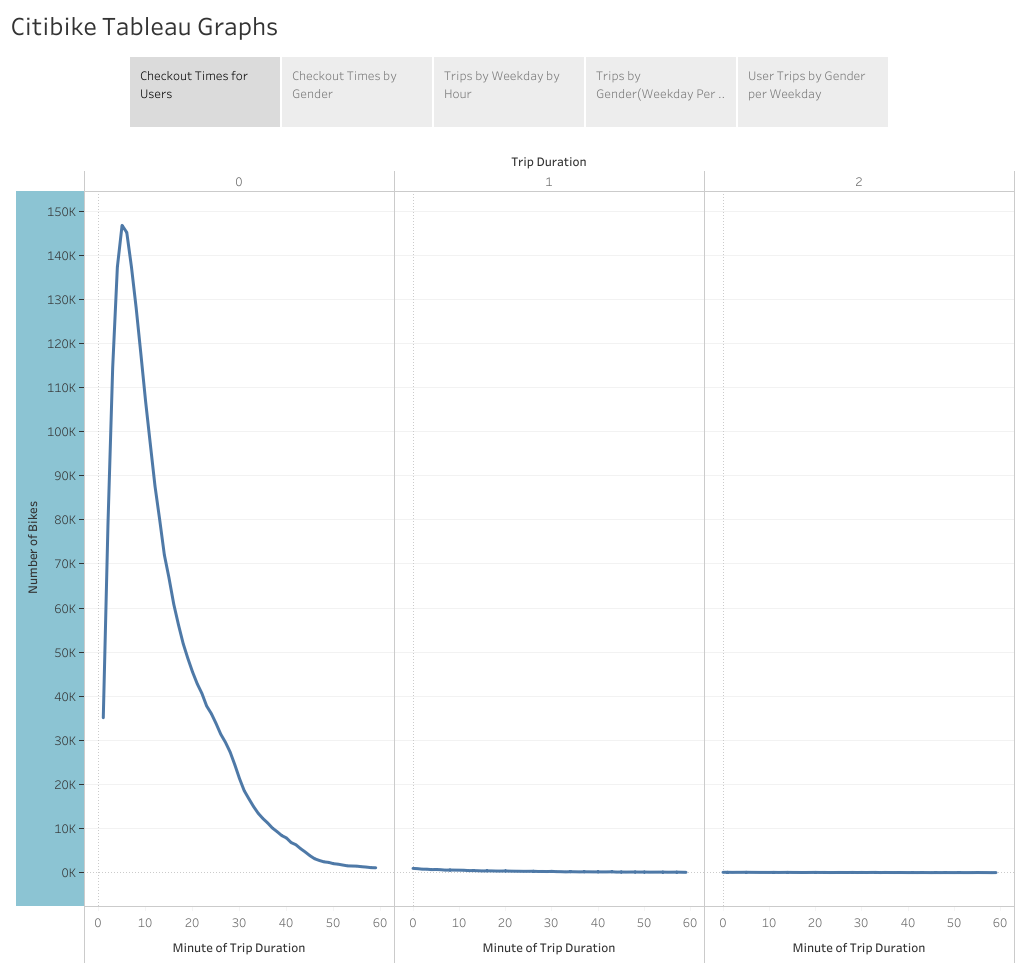 Citibike Tableau Graphs
Checkout Times for
Users
Checkout Times by
Gender
Trips by Weekday by
Hour
Trips by
Gender(Weekday Per ..
User Trips by Gender
per Weekday
Trip Duration
0 1 2
Number of Bikes
150K
140K
130K
120K
110K
100K
90K
80K
70K
60K
50K
40K
30K
20K
10K
0K
0 10 20 30 40 50 60 0 10 20 30 40 50 60 0 10 20 30 40 50 60
Minute of Trip Duration Minute of Trip Duration Minute of Trip Duration